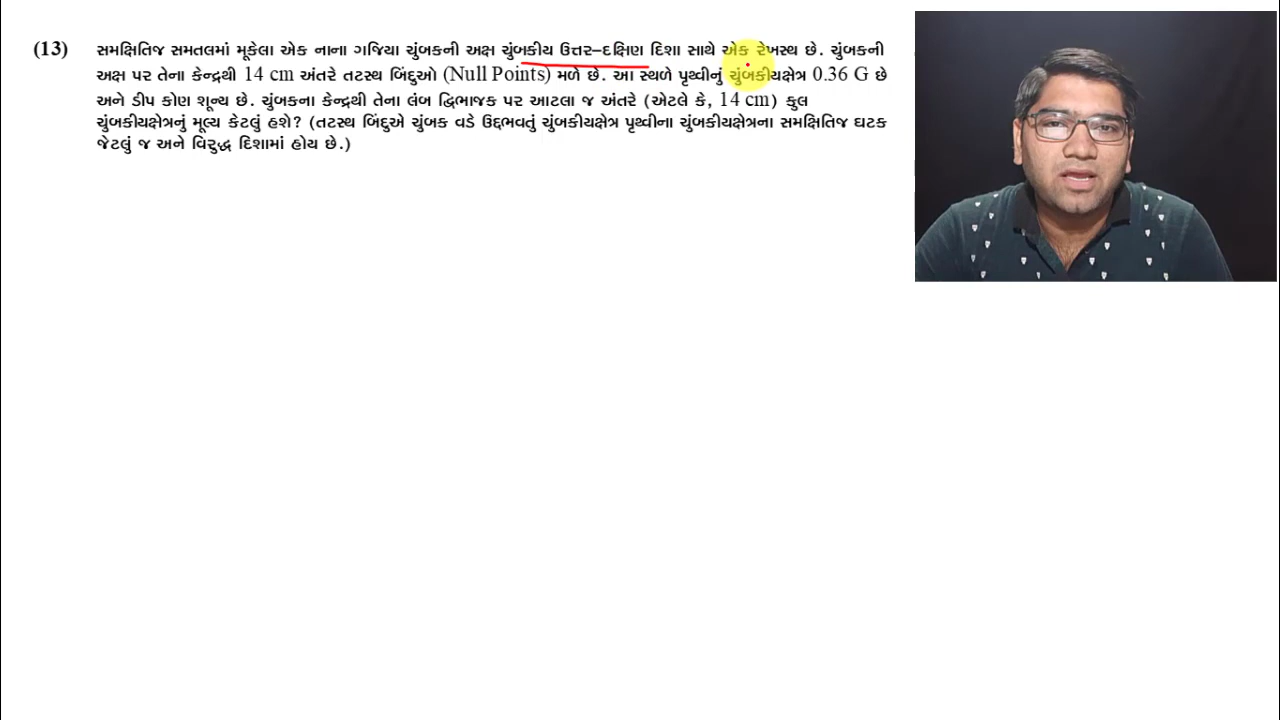 (13) સમક્ષિતિજ સમતલમાં મૂકેલા એક નાના ગજિયા ચુંબકની અક્ષ ચુંબકીય ઉત્તર–દક્ષિણ દિશા સાથે એક રેખસ્થ છે. ચુંબકની
અક્ષ પર તેના કેન્દ્રથી 14 cm અંતરે તટસ્થ બિંદુઓ (Null Points) મળે છે. આ સ્થળે પૃથ્વીનું ચુંબકીયક્ષેત્ર 0.36 G છે
અને ડીપ કોણ શૂન્ય છે. ચુંબકના કેન્દ્રથી તેના લંબ દ્વિભાજક પર આટલા જ અંતરે (એટલે કે, 14 cm) કુલ
ચુંબકીયક્ષેત્રનું મૂલ્ય કેટલું હશે? (તટસ્થ બિંદુએ ચુંબક વડે ઉદ્દભવતું ચુંબકીયક્ષેત્ર પૃથ્વીના ચુંબકીયક્ષેત્રના સમક્ષિતિજ ઘટક
જેટલું જ અને વિરુદ્ધ દિશામાં હોય છે.)